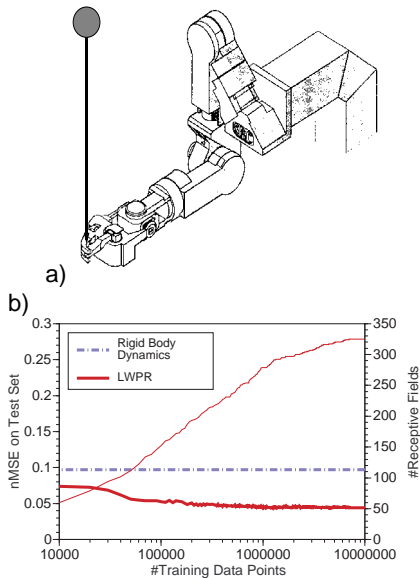 a)
b)
0.3
0.25
0.2
0.15
0.1
0.05
0
nMSE on Test Set
Rigid Body
Dynamics
LWPR
350
300
250
200
150
100
50
0
#Receptive Fields
10000
100000
1000000
10000000
#Training Data Points